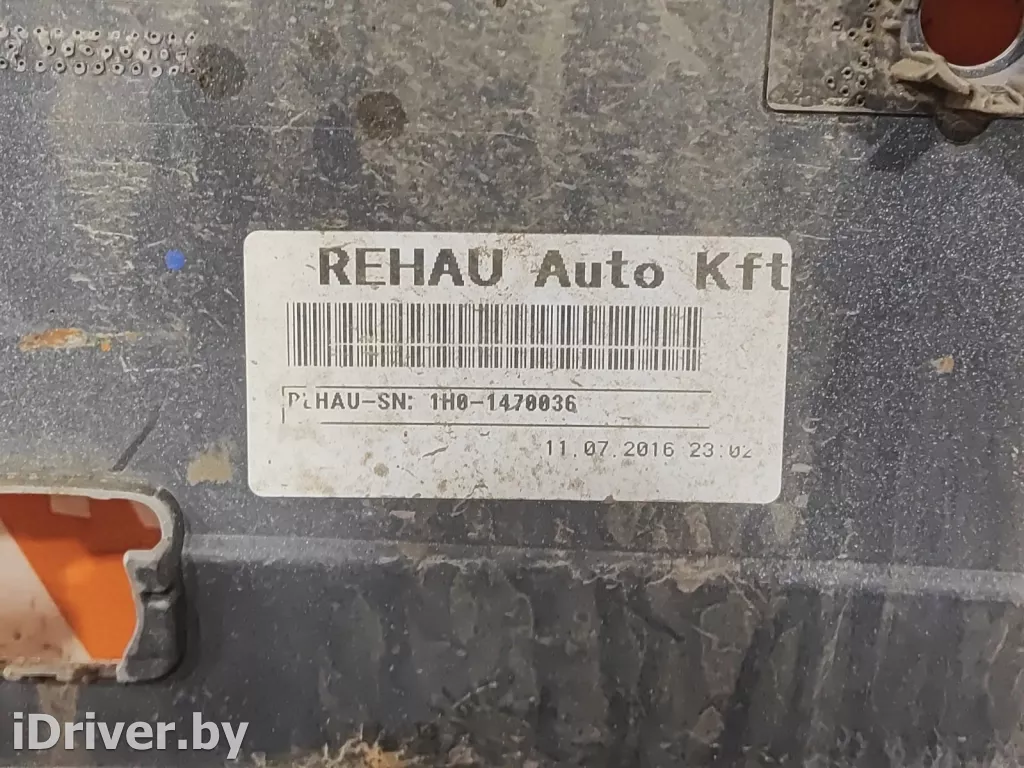 REHAU Auto Kft
REHAU-SN: 1H0-1470036
11.07.2016 23:02
iDriver.by